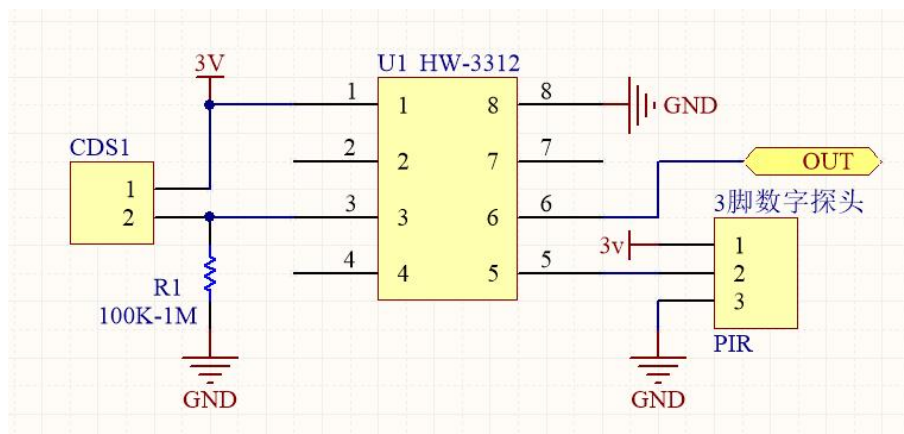 3V
U1 HW-3312
1 1 8 8 GND
CDS1
2 2 7 7
1
OUT
2
3 3 6 6
3脚数字探头
3v 1
4 4 5 5 2
R1
100K-1M
3
PIR
GND
GND